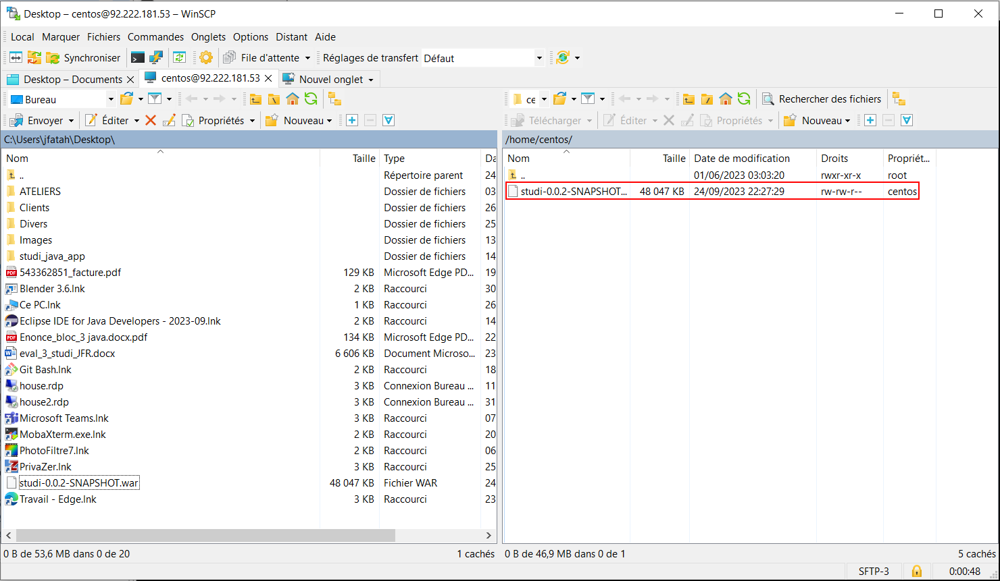 Desktop – centos@92.222.181.53 – WinSCP
Local Marquer Fichiers Commandes Onglets Options Distant Aide
Synchroniser File d'attente Réglages de transfert Défaut
Desktop – Documents centos@92.222.181.53 Nouvel onglet
Bureau ce Rechercher des fichiers
Envoyer Éditer Propriétés Nouveau Télécharger Éditer Propriétés Nouveau
C:\Users\jfatah\Desktop\ /home/centos/
Nom Taille Type Da Nom Taille Date de modification Droits Propriét...
.. Répertoire parent 24 .. 01/06/2023 03:03:20 rwxr-xr-x root
ATELIERS Dossier de fichiers 03 studi-0.0.2-SNAPSHOT... 48 047 KB 24/09/2023 22:27:29 rw-rw-r-- centos
Clients Dossier de fichiers 26
Divers Dossier de fichiers 25
Images Dossier de fichiers 13
studi_java_app Dossier de fichiers 14
543362851_facture.pdf 129 KB Microsoft Edge PD... 19
Blender 3.6.lnk 2 KB Raccourci 30
Ce PC.lnk 1 KB Raccourci 26
Eclipse IDE for Java Developers - 2023-09.lnk 2 KB Raccourci 14
Enonce_bloc_3 java.docx.pdf 134 KB Microsoft Edge PD... 22
eval_3_studi_JFR.docx 6 606 KB Document Microso... 23
Git Bash.lnk 2 KB Raccourci 18
house.rdp 3 KB Connexion Bureau ... 11
house2.rdp 3 KB Connexion Bureau ... 31
Microsoft Teams.lnk 3 KB Raccourci 07
MobaXterm.exe.lnk 2 KB Raccourci 20
PhotoFiltre7.lnk 2 KB Raccourci 06
PrivaZer.lnk 3 KB Raccourci 25
studi-0.0.2-SNAPSHOT.war 48 047 KB Fichier WAR 24
Travail - Edge.lnk 3 KB Raccourci 23
0 B de 53,6 MB dans 0 de 20 1 cachés 0 B de 46,9 MB dans 0 de 1 5 cachés
SFTP-3 0:00:48